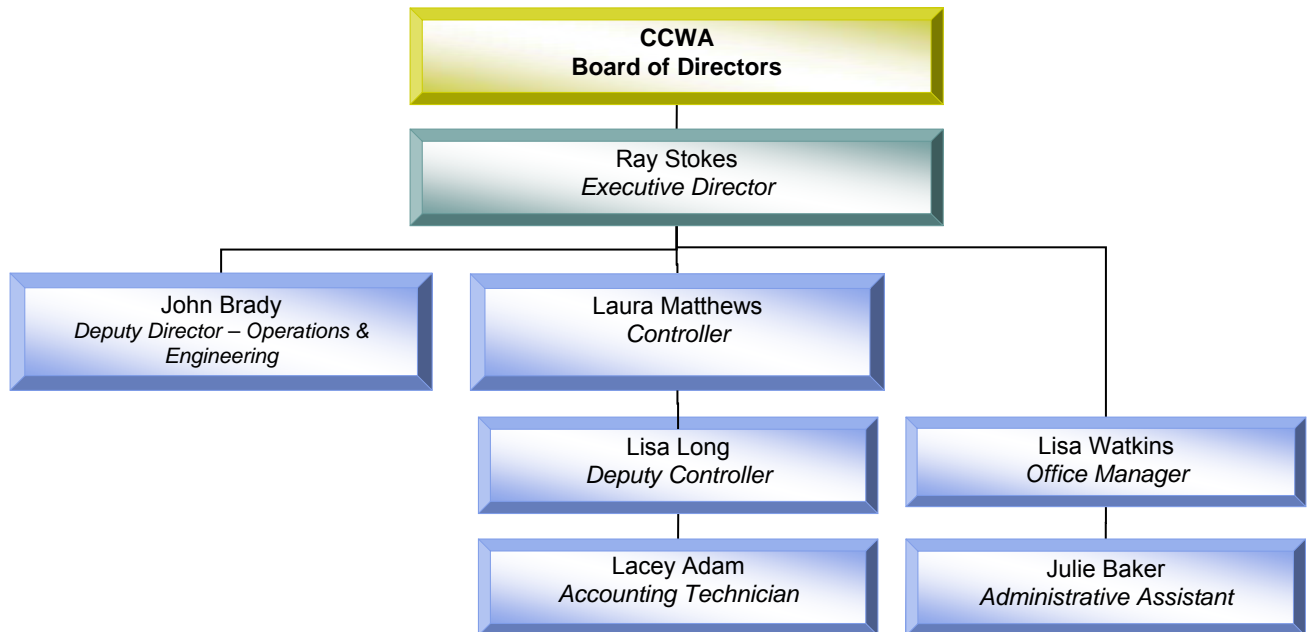 CCWA
Board of Directors
Ray Stokes
Executive Director
John Brady
Deputy Director – Operations &
Engineering
Laura Matthews
Controller
Lisa Long
Deputy Controller
Lisa Watkins
Office Manager
Lacey Adam
Accounting Technician
Julie Baker
Administrative Assistant